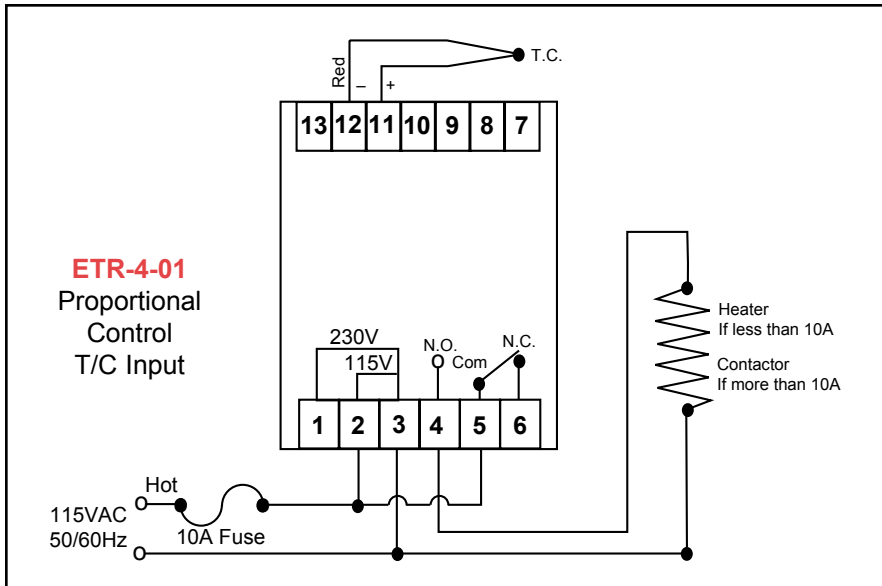 T.C.
Red
– +
13 12 11 10 9 8 7
ETR-4-01
Proportional
Control
T/C Input
230V
115V
N.O.
Com
N.C.
1 2 3 4 5 6
Heater
If less than 10A
Contactor
If more than 10A
Hot
115VAC
50/60Hz
10A Fuse